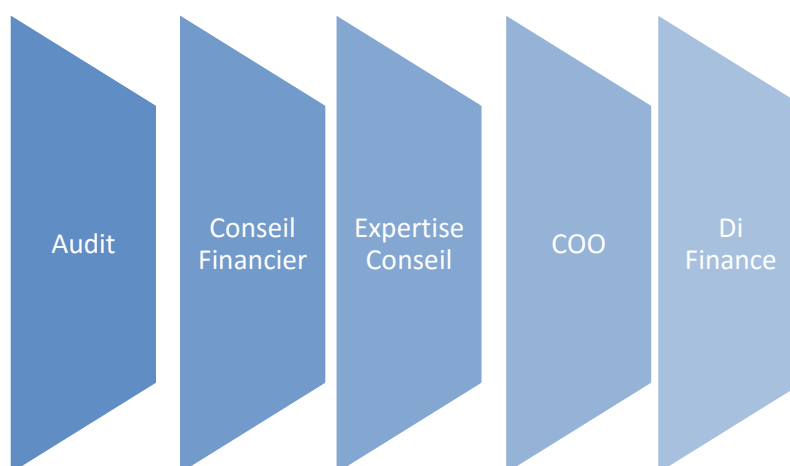 Audit
Conseil
Financier
Expertise
Conseil
COO
Di
Finance